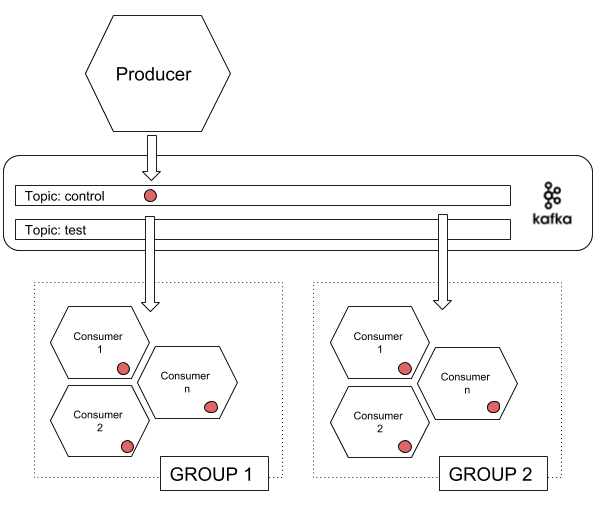 Producer
Topic: control
kafka
Topic: test
Consumer
1
Consumer
n
Consumer
2
GROUP 1
Consumer
1
Consumer
n
Consumer
2
GROUP 2